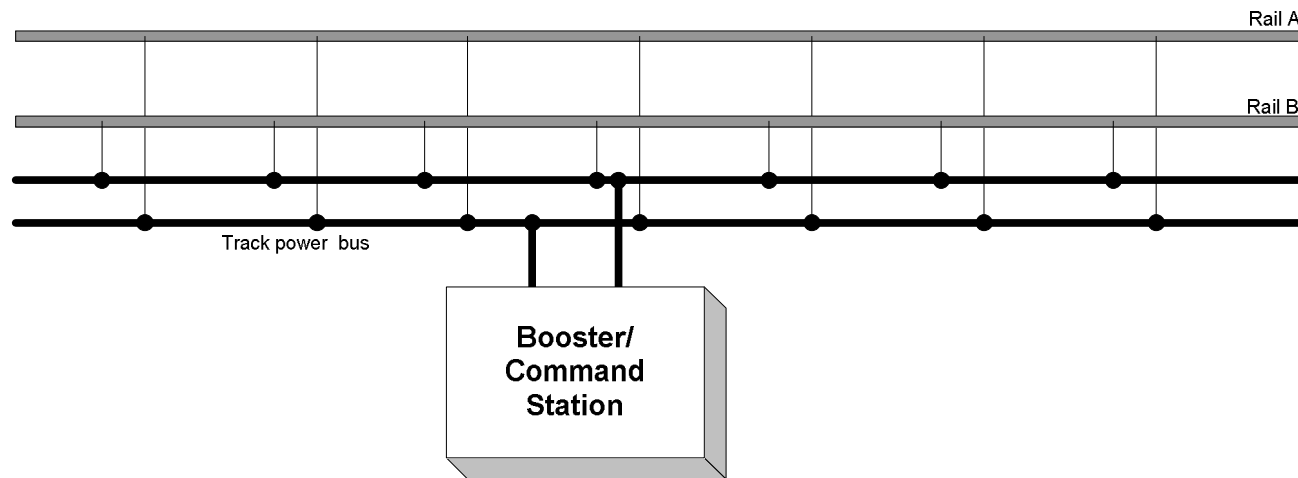 Rail A
Rail B
Track power bus
Booster/
Command
Station